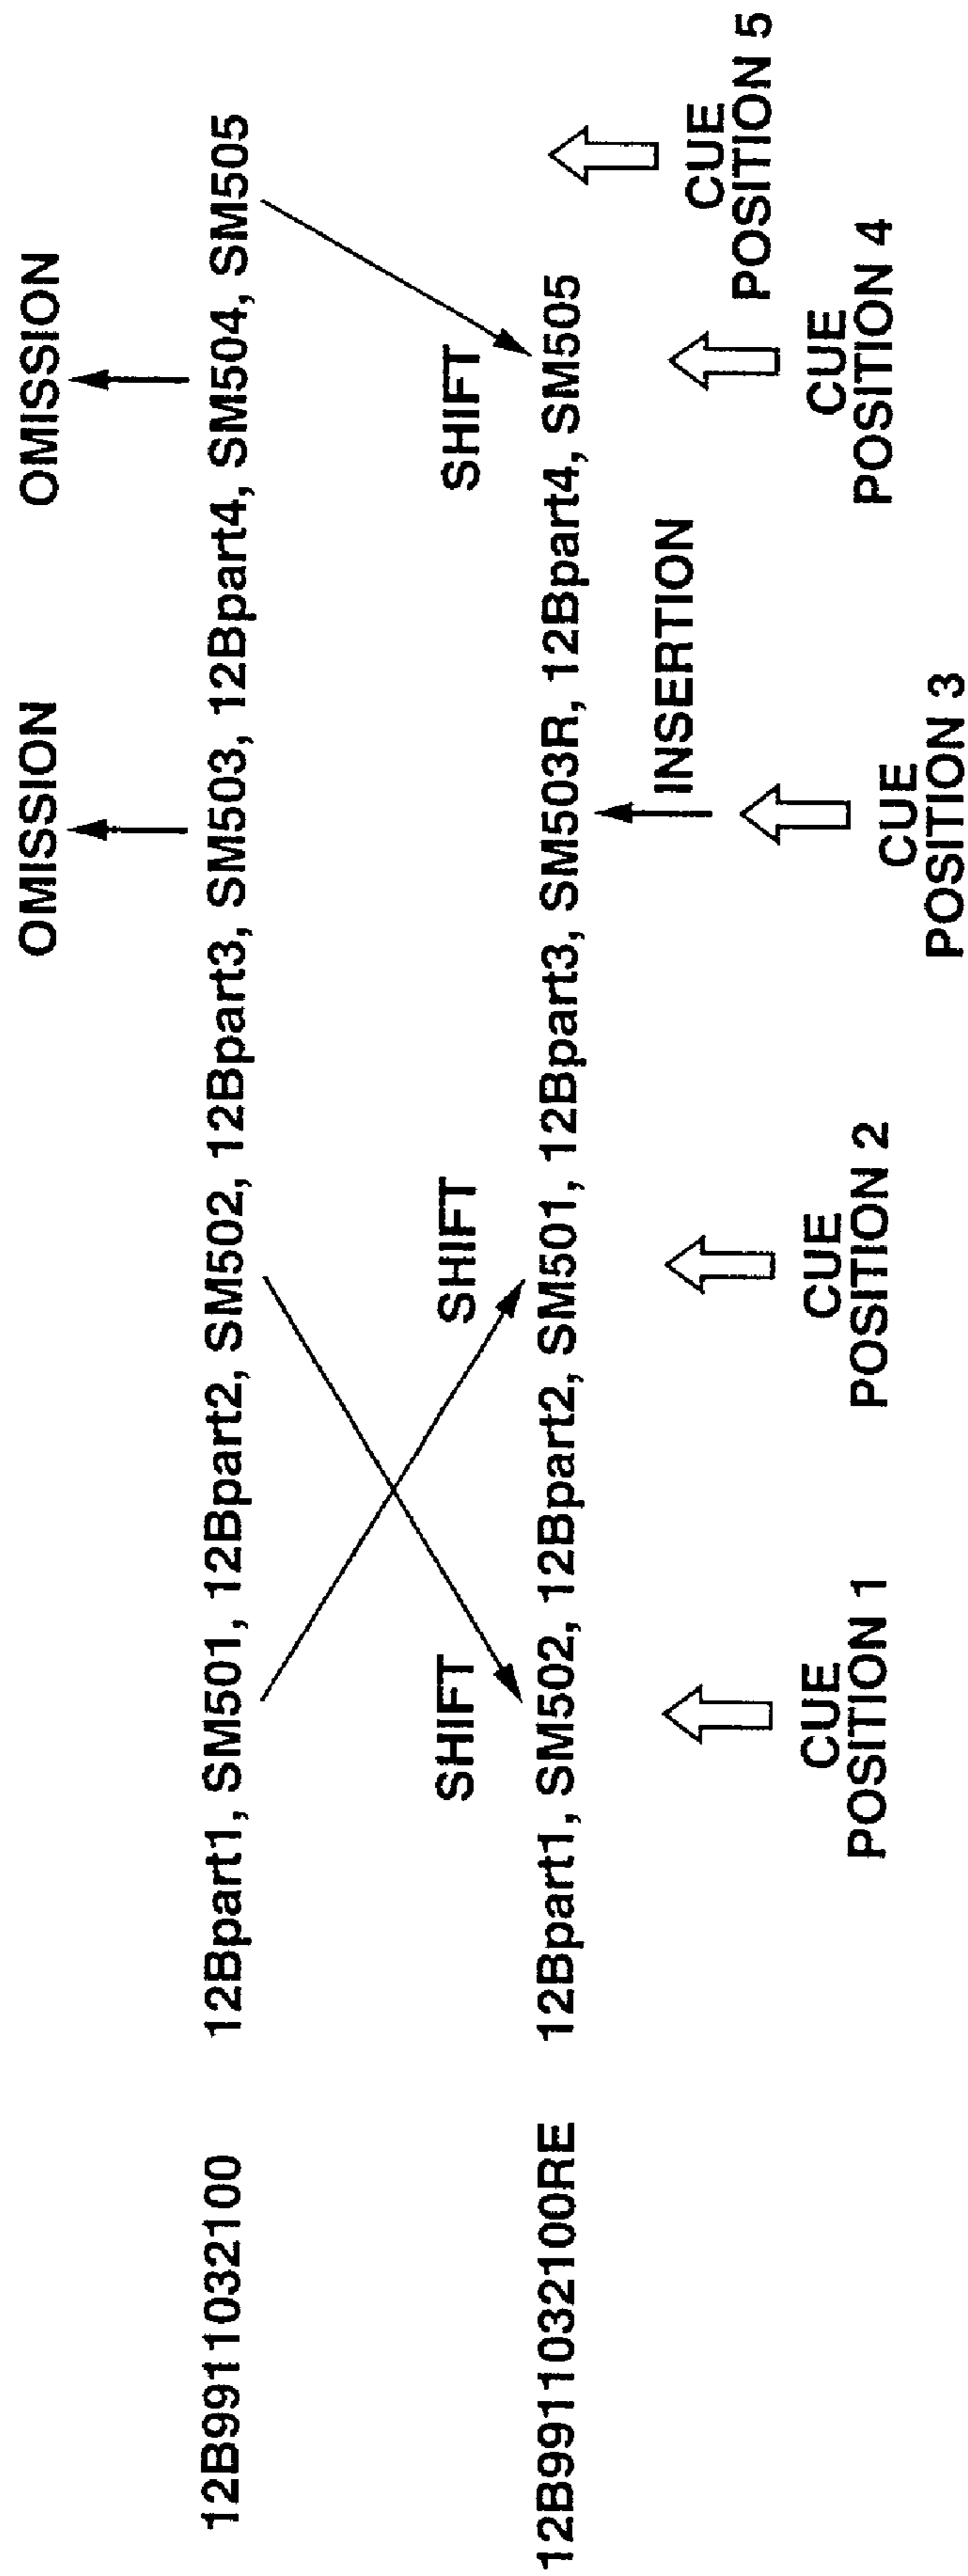 OMISSION OMISSION
12B9911032100 12Bpart1, SM501, 12Bpart2, SM502, 12Bpart3, SM503, 12Bpart4, SM504, SM505
SHIFT SHIFT SHIFT
12B9911032100RE 12Bpart1, SM502, 12Bpart2, SM501, 12Bpart3, SM503R, 12Bpart4, SM505
INSERTION
CUE
POSITION 1
CUE
POSITION 2
CUE
POSITION 3
CUE
POSITION 4
CUE
POSITION 5